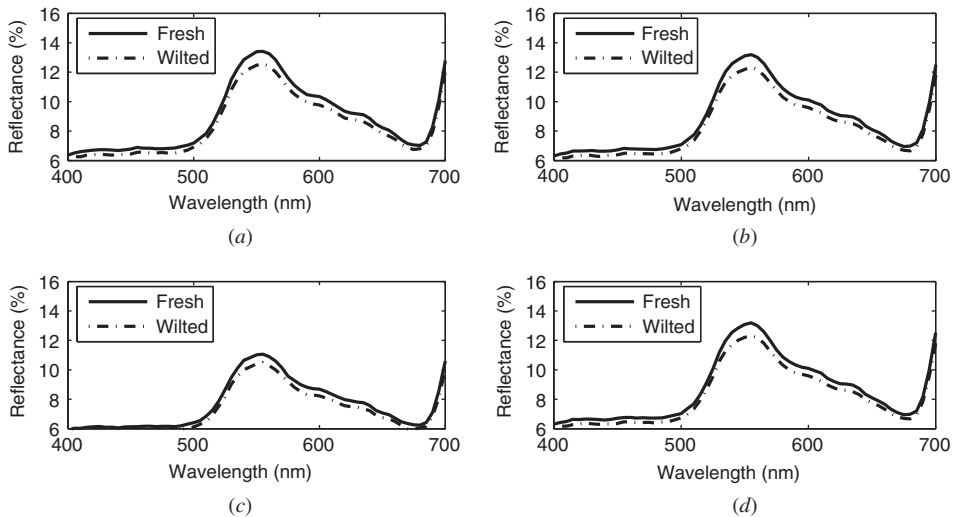 16
14
12
10
8
6
Reflectance (%)
Fresh
Wilted
400
500
600
700
Wavelength (nm)
(a)
16
14
12
10
8
6
Reflectance (%)
Fresh
Wilted
400
500
600
700
Wavelength (nm)
(b)
16
14
12
10
8
6
Reflectance (%)
Fresh
Wilted
400
500
600
700
Wavelength (nm)
(c)
16
14
12
10
8
6
Reflectance (%)
Fresh
Wilted
400
500
600
700
Wavelength (nm)
(d)